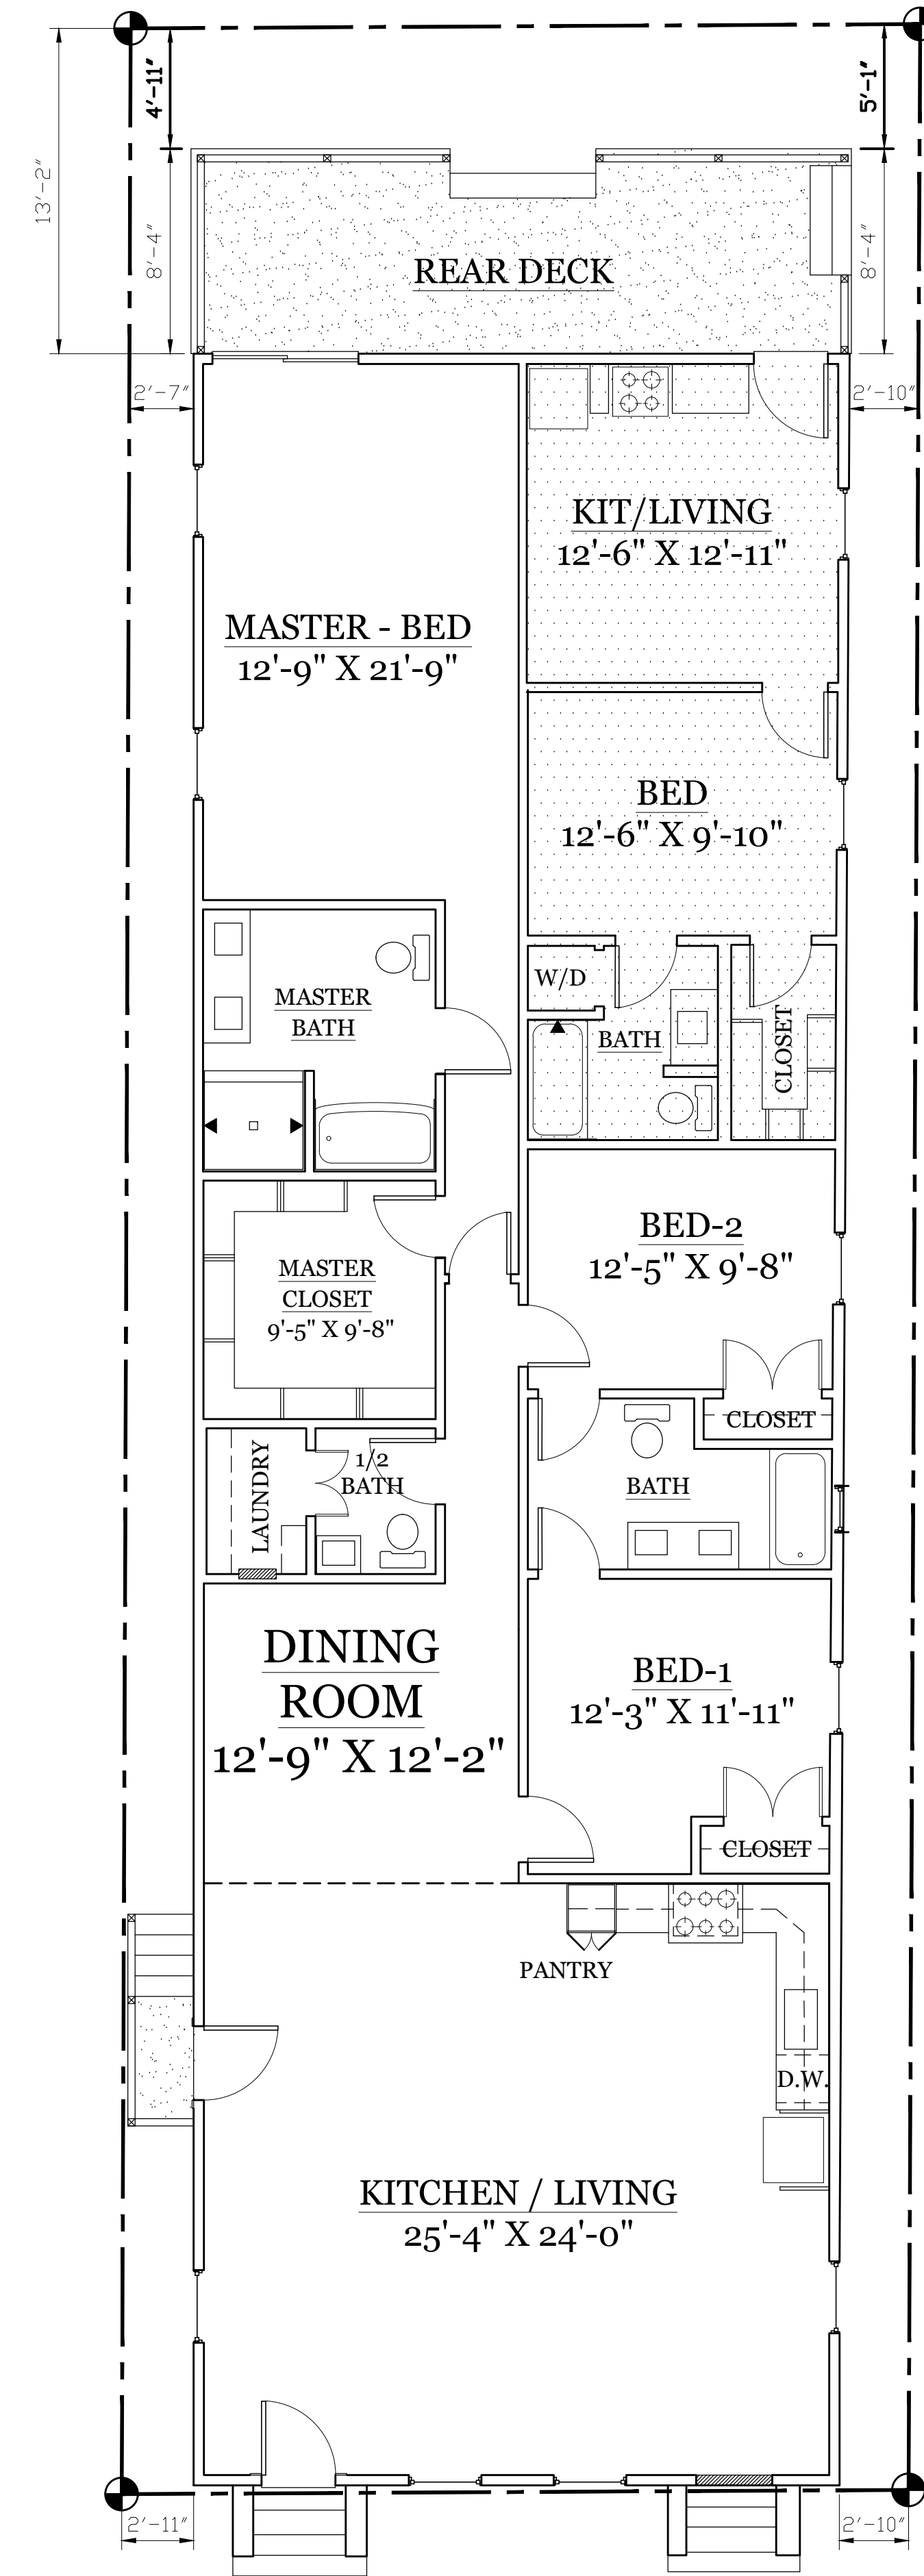 4'-11"
5'-1"
13'-2"
8'-4"
8'-4"
REAR DECK
2'-7"
2'-10"
KIT/LIVING
12'-6" X 12'-11"
MASTER - BED
12'-9" X 21'-9"
BED
12'-6" X 9'-10"
W/D
MASTER
BATH
BATH
CLOSET
BED-2
12'-5" X 9'-8"
MASTER
CLOSET
9'-5" X 9'-8"
CLOSET
LAUNDRY
1/2
BATH
BATH
DINING
ROOM
12'-9" X 12'-2"
BED-1
12'-3" X 11'-11"
CLOSET
PANTRY
D.W.
KITCHEN / LIVING
25'-4" X 24'-0"
2'-11"
2'-10"